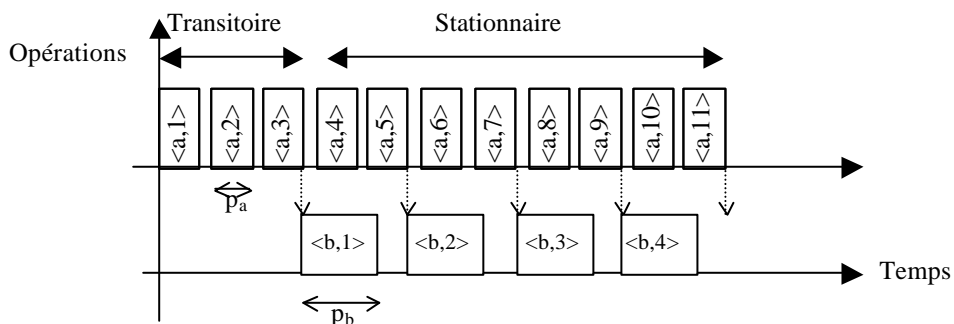 Transitoire
Stationnaire
Opérations
<a,1>
<a,2>
<a,3>
<a,4>
<a,5>
<a,6>
<a,7>
<a,8>
<a,9>
<a,10>
<a,11>
pa
<b,1>
<b,2>
<b,3>
<b,4>
Temps
pb